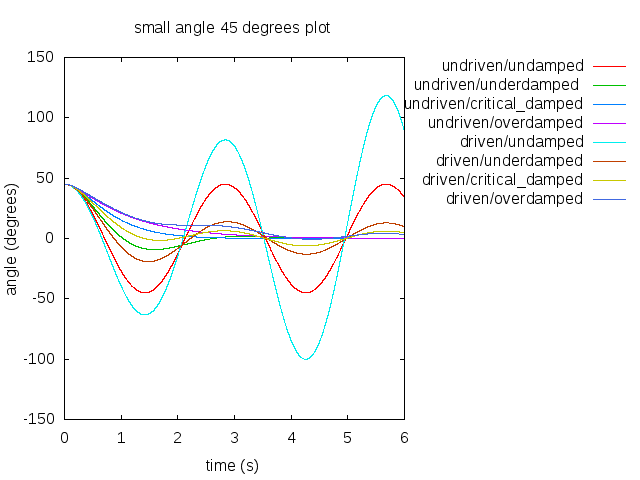 small angle 45 degrees plot
150
100
50
0
-50
-100
-150
0 1 2 3 4 5 6
angle (degrees)
time (s)
undriven/undamped
undriven/underdamped
undriven/critical_damped
undriven/overdamped
driven/undamped
driven/underdamped
driven/critical_damped
driven/overdamped